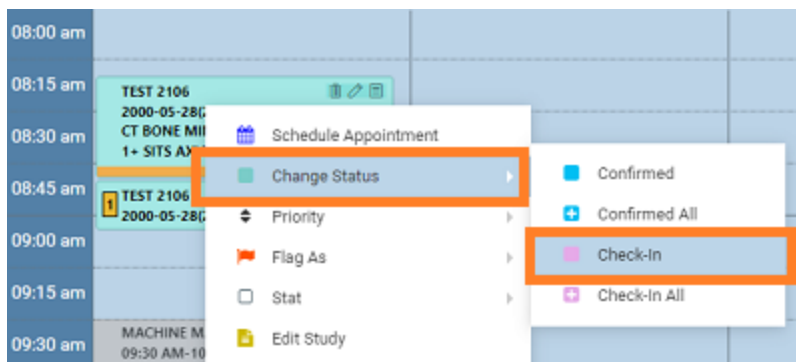 08:00 am
08:15 am
TEST 2106
2000-05-28(
CT BONE MI
1+ SITS AX
08:30 am
08:45 am
1
TEST 2106
2000-05-28(
09:00 am
09:15 am
MACHINE M
09:30 am
09:30 AM-10
Schedule Appointment
Change Status
Priority
Flag As
Stat
Edit Study
Confirmed
Confirmed All
Check-In
Check-In All